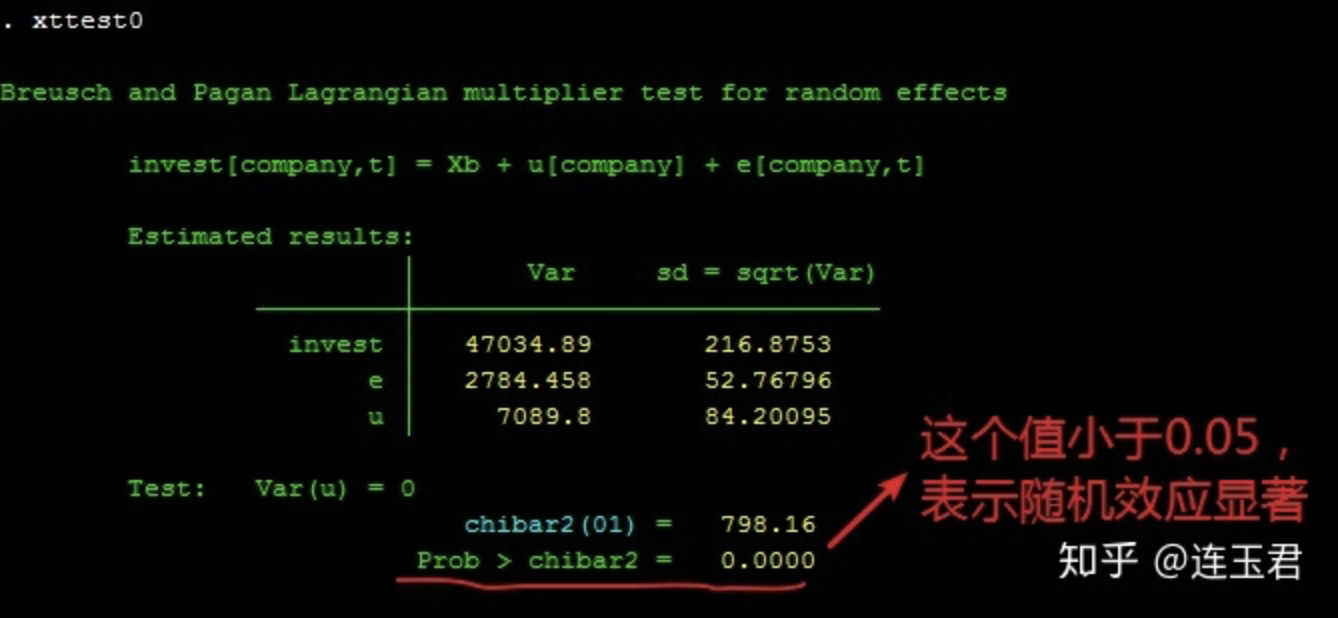 . xttest0
Breusch and Pagan Lagrangian multiplier test for random effects
invest[company,t] = Xb + u[company] + e[company,t]
Estimated results:
Var sd = sqrt(Var)
invest 47034.89 216.8753
e 2784.458 52.76796
u 7089.8 84.20095
Test: Var(u) = 0
chibar2(01) = 798.16
Prob > chibar2 = 0.0000
这个值小于0.05，
表示随机效应显著
知乎 @连玉君